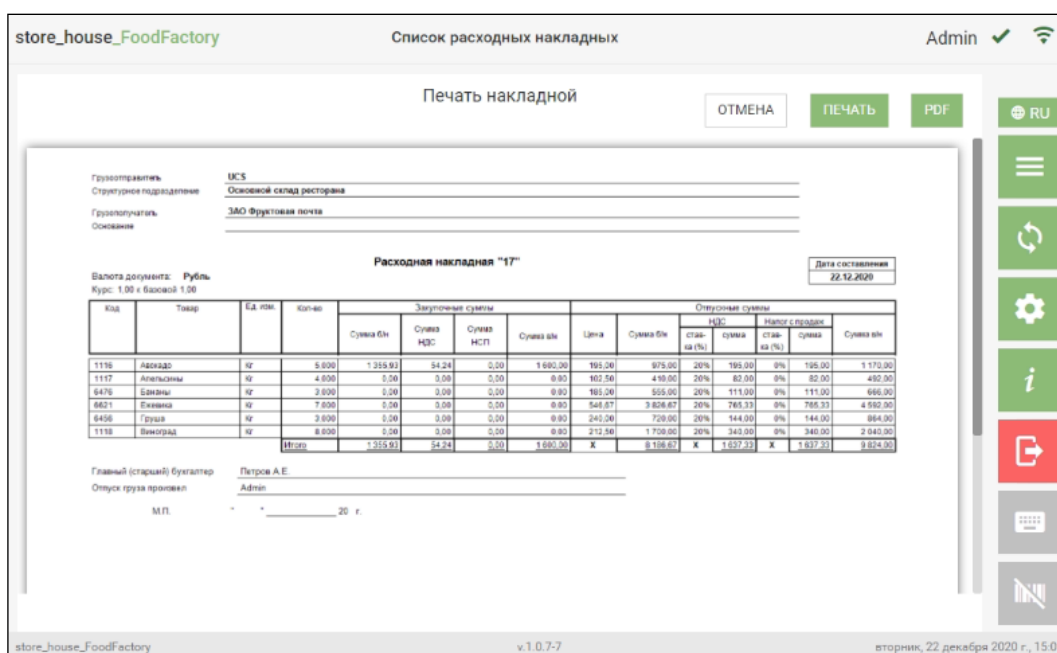 store_house_FoodFactory Список расходных накладных Admin
Печать накладной
ОТМЕНА ПЕЧАТЬ PDF
RU
Грузоотправитель UCS
Структурное подразделение Основной склад ресторана
Грузополучатель ЗАО Фруктовая почта
Основание
Расходная накладная "17"
Дата составления
22.12.2020
Валюта документа: Рубль
Курс: 1,00 к базовой 1,00
Код Товар Ед. изм. Кол-во Закупочные суммы Отпускные суммы
НДС Налог с продаж
Сумма б/н Сумма НДС Сумма НСП Сумма в/н Цена Сумма б/н став-ка (%) сумма став-ка (%) сумма Сумма в/н
1116 Авокадо кг 5.000 1 355,93 54,24 0,00 1 600,00 195,00 975,00 20% 195,00 0% 195,00 1 170,00
1117 Апельсины кг 4.000 0,00 0,00 0,00 0.00 102,50 410,00 20% 82,00 0% 82,00 492,00
6476 Бананы кг 3.000 0,00 0,00 0,00 0.00 185,00 555,00 20% 111,00 0% 111,00 666,00
6621 Ежевика кг 7.000 0,00 0,00 0,00 0.00 546,67 3 826,67 20% 765,33 0% 765,33 4 592,00
6456 Груша кг 3.000 0,00 0,00 0,00 0.00 240,00 720,00 20% 144,00 0% 144,00 864,00
1118 Виноград кг 8.000 0,00 0,00 0,00 0.00 212,50 1 700,00 20% 340,00 0% 340,00 2 040,00
Итого 1 355,93 54,24 0,00 1 600,00 X 8 186,67 X 1 637,33 X 1 637,33 9 824,00
Главный (старший) бухгалтер Петров А.Е.
Отпуск груза произвел Admin
М.П. " " 20 г.
store_house_FoodFactory v.1.0.7-7 вторник, 22 декабря 2020 г., 15:0